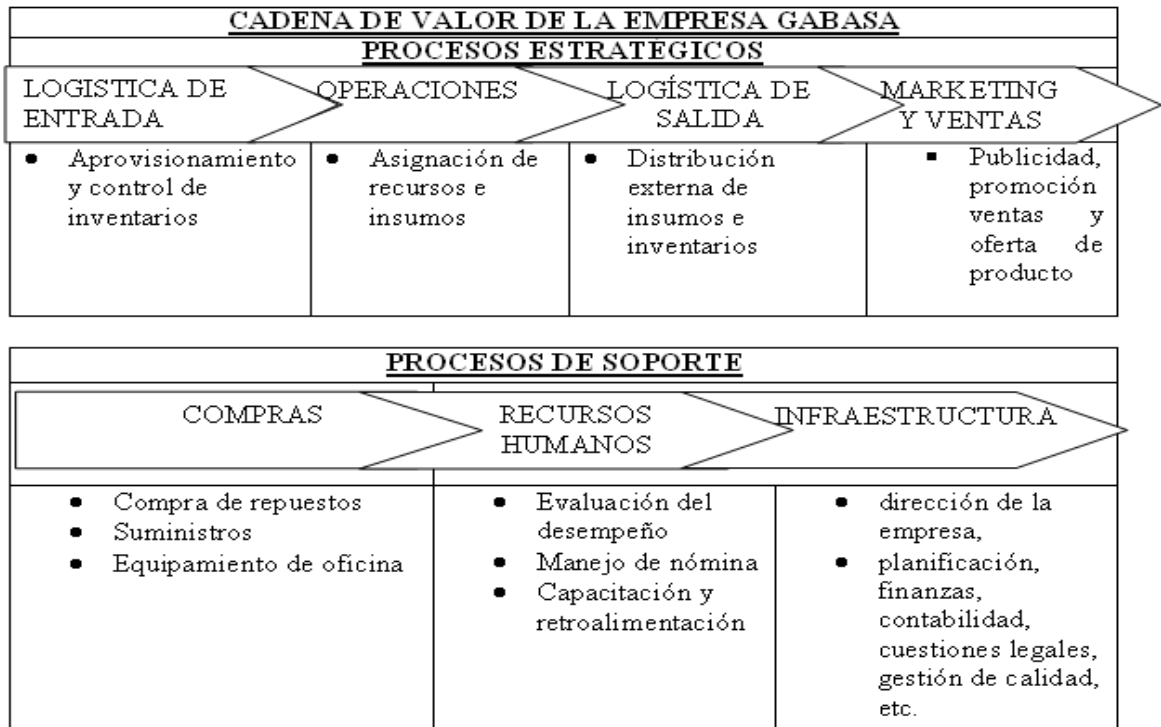 CADENA DE VALOR DE LA EMPRESA GABASA
PROCESOS ESTRATÉGICOS
LOGISTICA DE
ENTRADA
OPERACIONES
LOGÍSTICA DE
SALIDA
MARKETING
Y VENTAS
● Aprovisionamiento
y control de
inventarios
● Asignación de
recursos e
insumos
● Distribución
externa de
insumos e
inventarios
▪ Publicidad,
promoción
ventas y
oferta de
producto
PROCESOS DE SOPORTE
COMPRAS
RECURSOS
HUMANOS
INFRAESTRUCTURA
● Compra de repuestos
● Suministros
● Equipamiento de oficina
● Evaluación del
desempeño
● Manejo de nómina
● Capacitación y
retroalimentación
● dirección de la
empresa,
● planificación,
finanzas,
contabilidad,
cuestiones legales,
gestión de calidad,
etc.